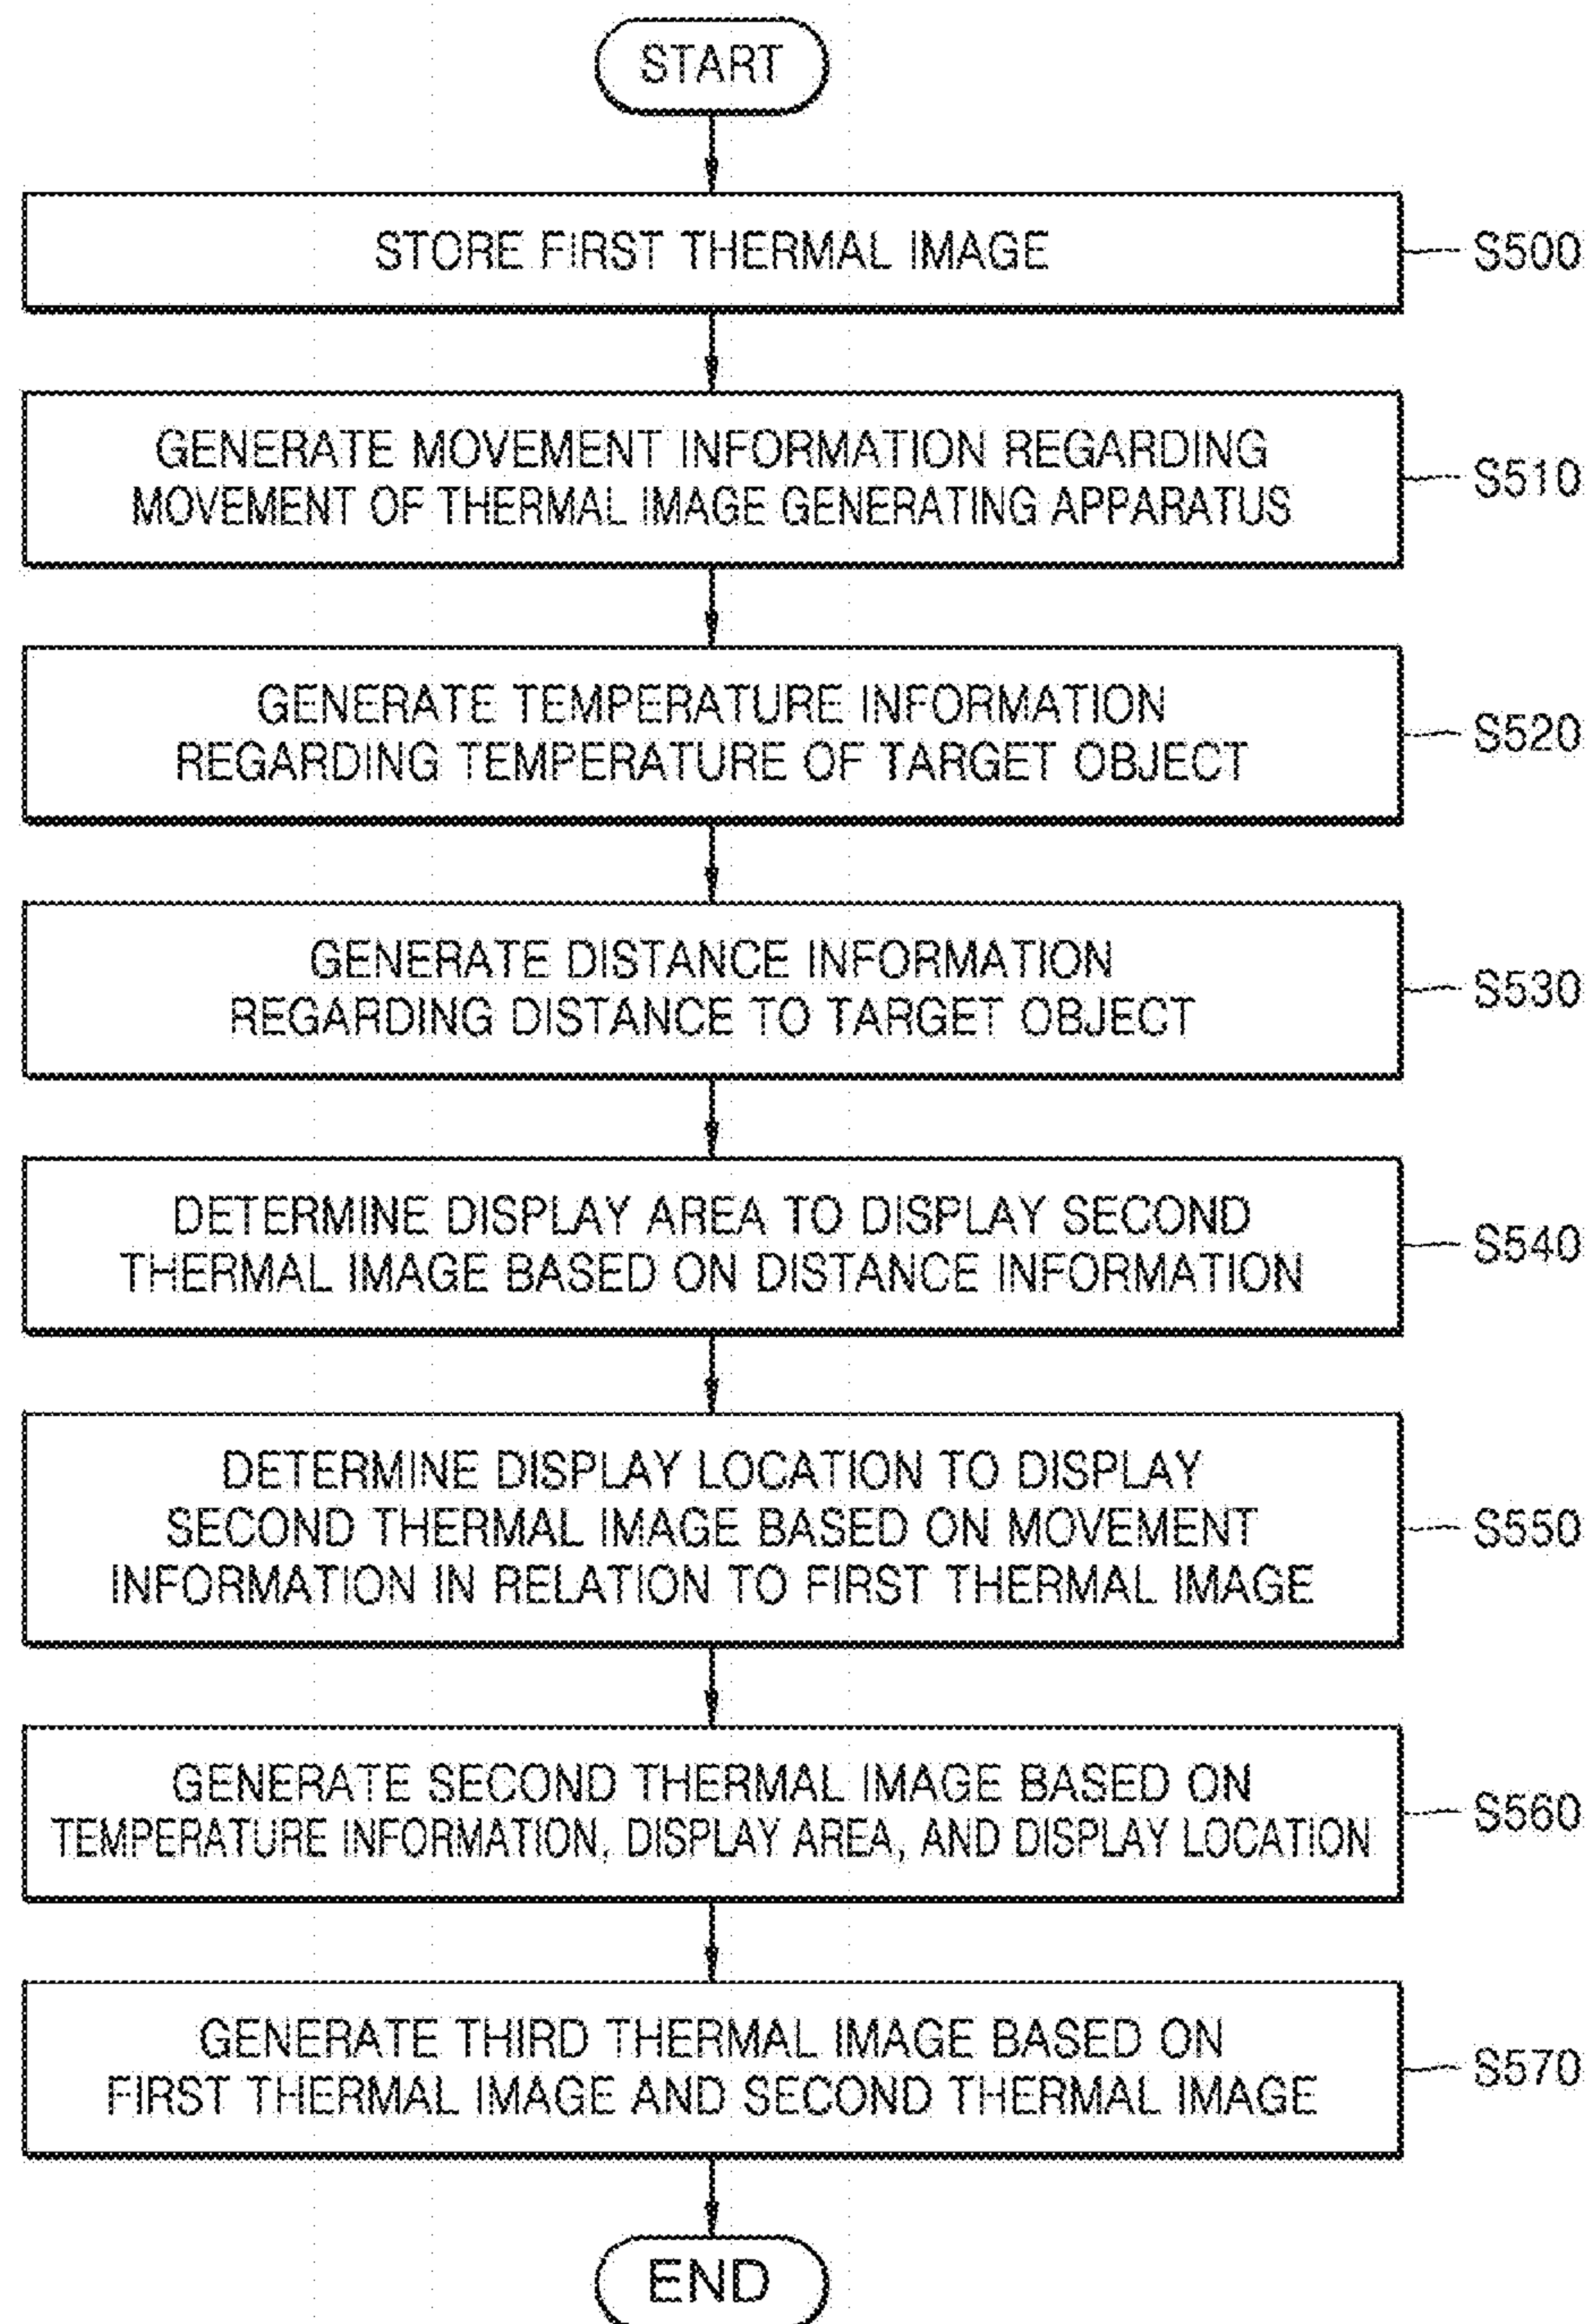 START
STORE FIRST THERMAL IMAGE
S500
GENERATE MOVEMENT INFORMATION REGARDING
MOVEMENT OF THERMAL IMAGE GENERATING APPARATUS
S510
GENERATE TEMPERATURE INFORMATION
REGARDING TEMPERATURE OF TARGET OBJECT
S520
GENERATE DISTANCE INFORMATION
REGARDING DISTANCE TO TARGET OBJECT
S530
DETERMINE DISPLAY AREA TO DISPLAY SECOND
THERMAL IMAGE BASED ON DISTANCE INFORMATION
S540
DETERMINE DISPLAY LOCATION TO DISPLAY
SECOND THERMAL IMAGE BASED ON MOVEMENT
INFORMATION IN RELATION TO FIRST THERMAL IMAGE
S550
GENERATE SECOND THERMAL IMAGE BASED ON
TEMPERATURE INFORMATION, DISPLAY AREA, AND DISPLAY LOCATION
S560
GENERATE THIRD THERMAL IMAGE BASED ON
FIRST THERMAL IMAGE AND SECOND THERMAL IMAGE
S570
END